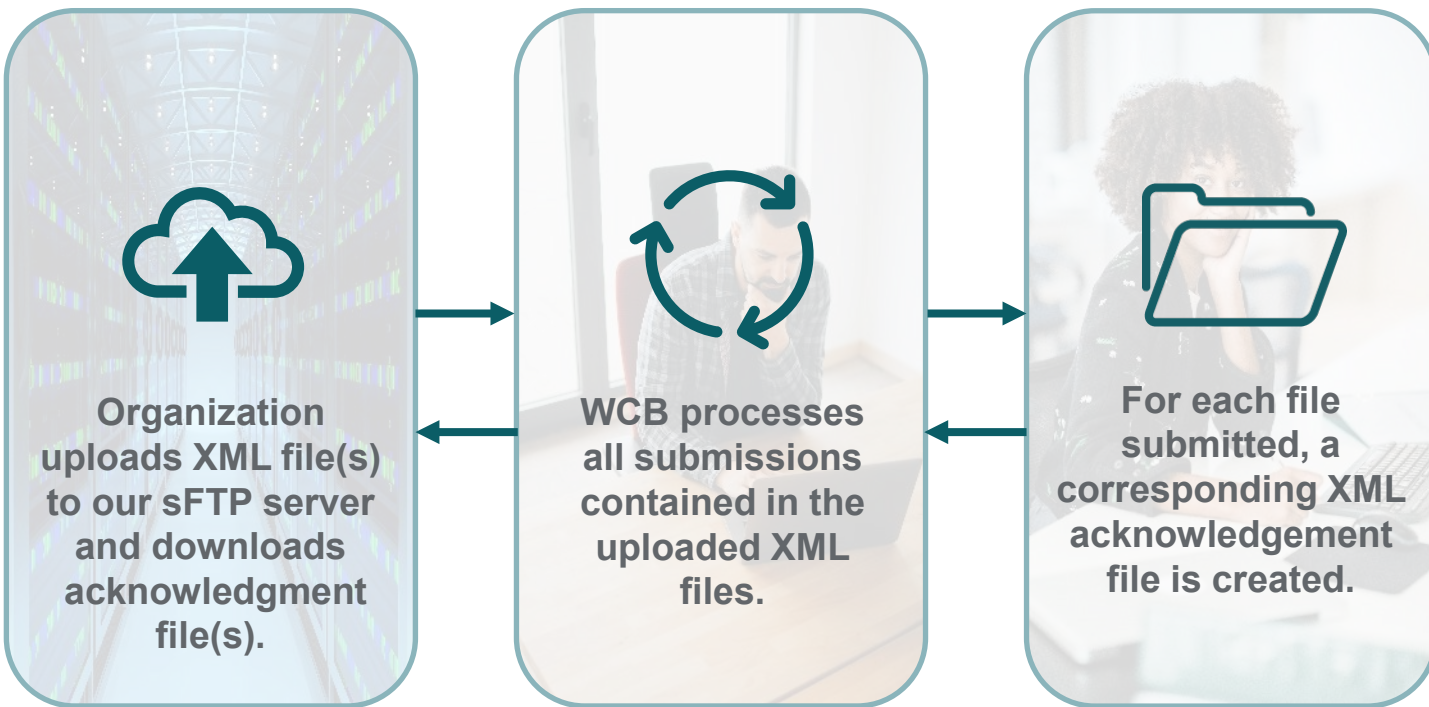 Organization
uploads XML file(s)
to our sFTP server
and downloads
acknowledgment
file(s).
WCB processes
all submissions
contained in the
uploaded XML
files.
For each file
submitted, a
corresponding XML
acknowledgement
file is created.